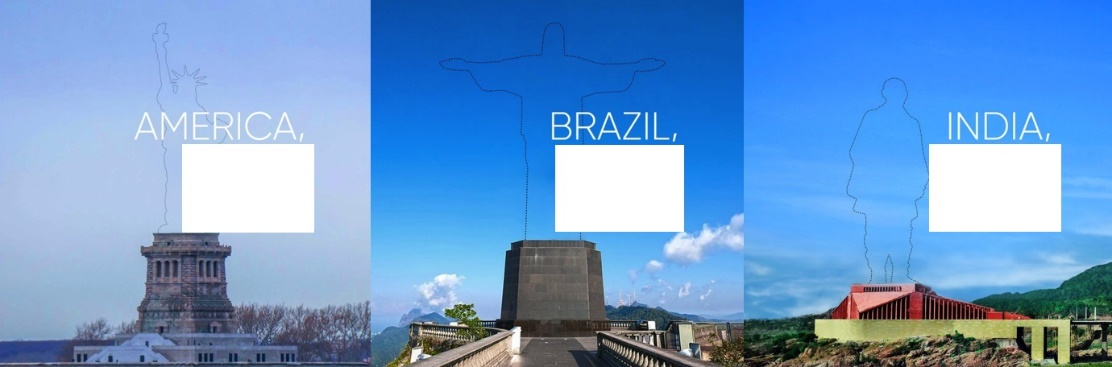 AMERICA,
BRAZIL,
INDIA,